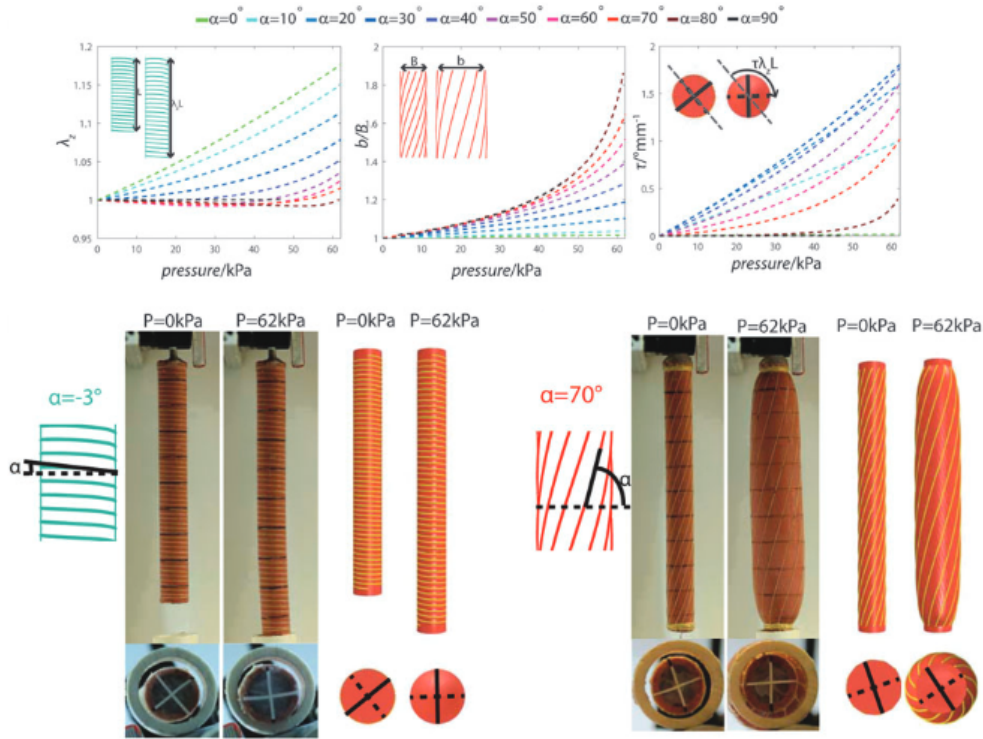 α=0° α=10° α=20° α=30° α=40° α=50° α=60° α=70° α=80° α=90°
1.2
1.15
1.1
1.05
1
0.95
λz
L
λzL
0 10 20 30 40 50 60
pressure/kPa
2
1.8
1.6
1.4
1.2
1
b/B
B b
10 20 30 40 50 60
pressure/kPa
2
1.5
1
0.5
0
τ/°mm-1
τλzL
0 10 20 30 40 50 60
pressure/kPa
P=0kPa P=62kPa P=0kPa P=62kPa
α=-3°
α
P=0kPa P=62kPa P=0kPa P=62kPa
α=70°
α